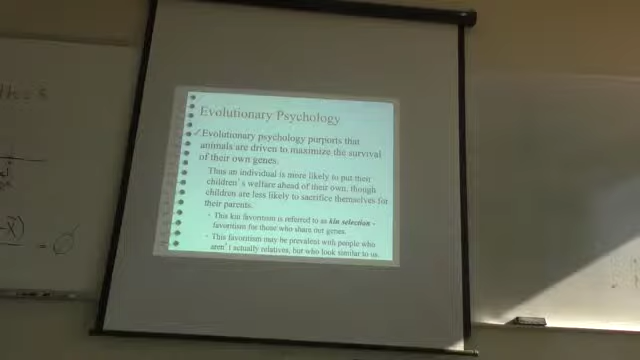 Evolutionary Psychology
Evolutionary psychology purports that
animals are driven to maximize the survival
of their own genes.
Thus an individual is more likely to put their
children's welfare ahead of their own, though
children are less likely to sacrifice themselves for
their parents.
This kin favoritism is referred to as kin selection -
favoritism for those who share our genes.
This favoritism may be prevalent with people who
aren't actually relatives, but who look similar to us.
= 0